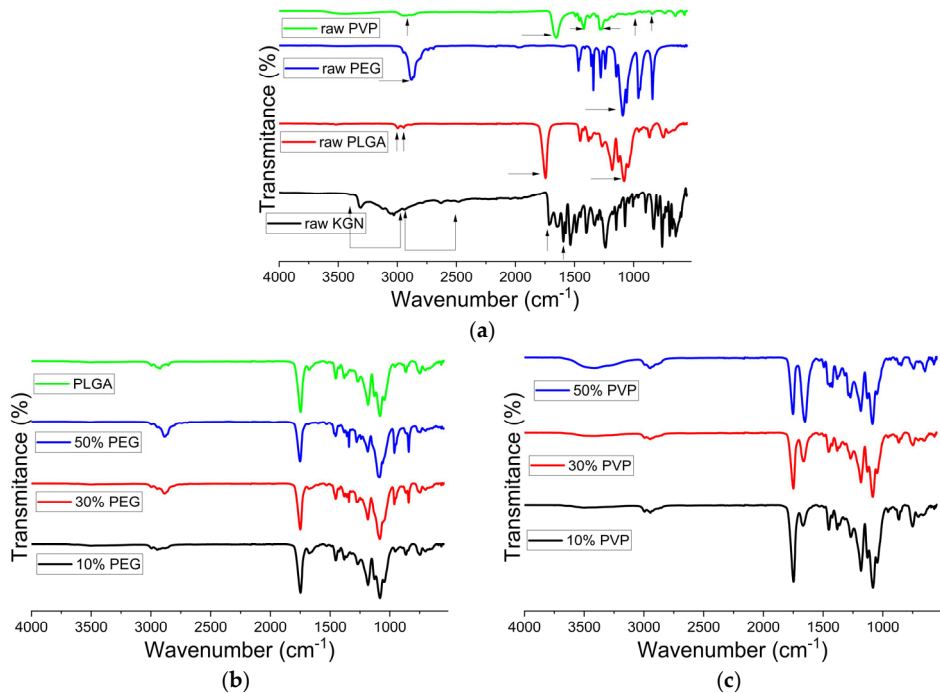 Transmitance (%)
raw PVP
raw PEG
raw PLGA
raw KGN
4000 3500 3000 2500 2000 1500 1000
Wavenumber (cm-1)
(a)
Transmitance (%)
PLGA
50% PEG
30% PEG
10% PEG
4000 3500 3000 2500 2000 1500 1000
Wavenumber (cm-1)
(b)
Transmitance (%)
50% PVP
30% PVP
10% PVP
4000 3500 3000 2500 2000 1500 1000
Wavenumber (cm-1)
(c)